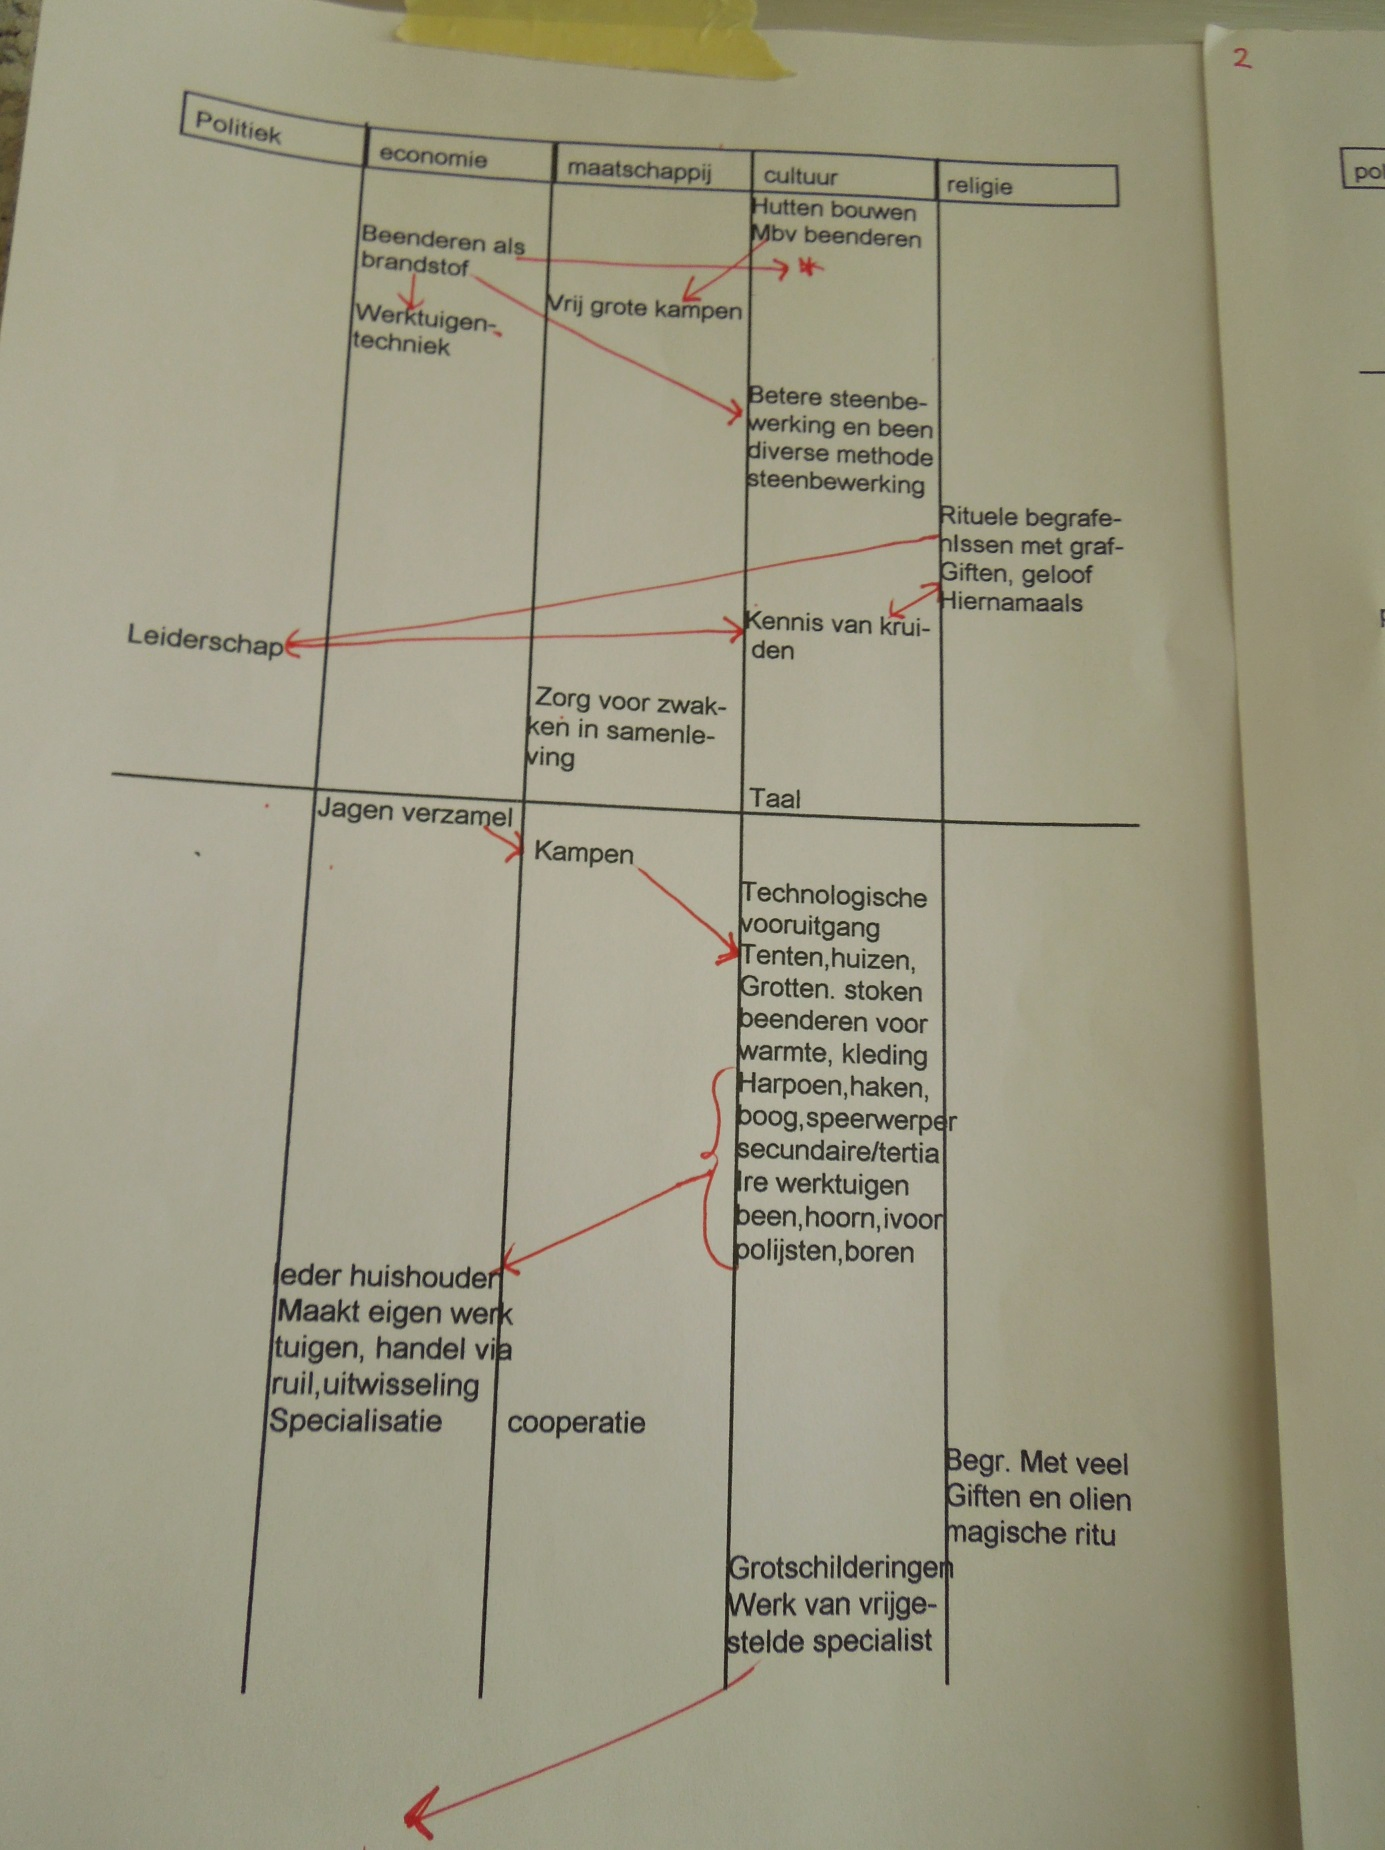 2
Politiek economie maatschappij cultuur religie
pol
Hutten bouwen
Mbv beenderen
Beenderen als
brandstof
*
Vrij grote kampen
Werktuigen-
techniek
Betere steenbe-
werking en been
diverse methode
steenbewerking
Rituele begrafe-
nIssen met graf-
Giften, geloof
Hiernamaals
Leiderschap
Kennis van krui-
den
Zorg voor zwak-
ken in samenle-
ving
Taal
Jagen verzamel
Kampen
Technologische
vooruitgang
Tenten,huizen,
Grotten. stoken
beenderen voor
warmte, kleding
Harpoen,haken,
boog,speerwerper
secundaire/tertia
Ire werktuigen
been,hoorn,ivoor
polijsten,boren
Ieder huishouden
Maakt eigen werk
tuigen, handel via
ruil,uitwisseling
Specialisatie
cooperatie
Begr. Met veel
Giften en olien
magische ritu
Grotschilderingen
Werk van vrijge-
stelde specialist